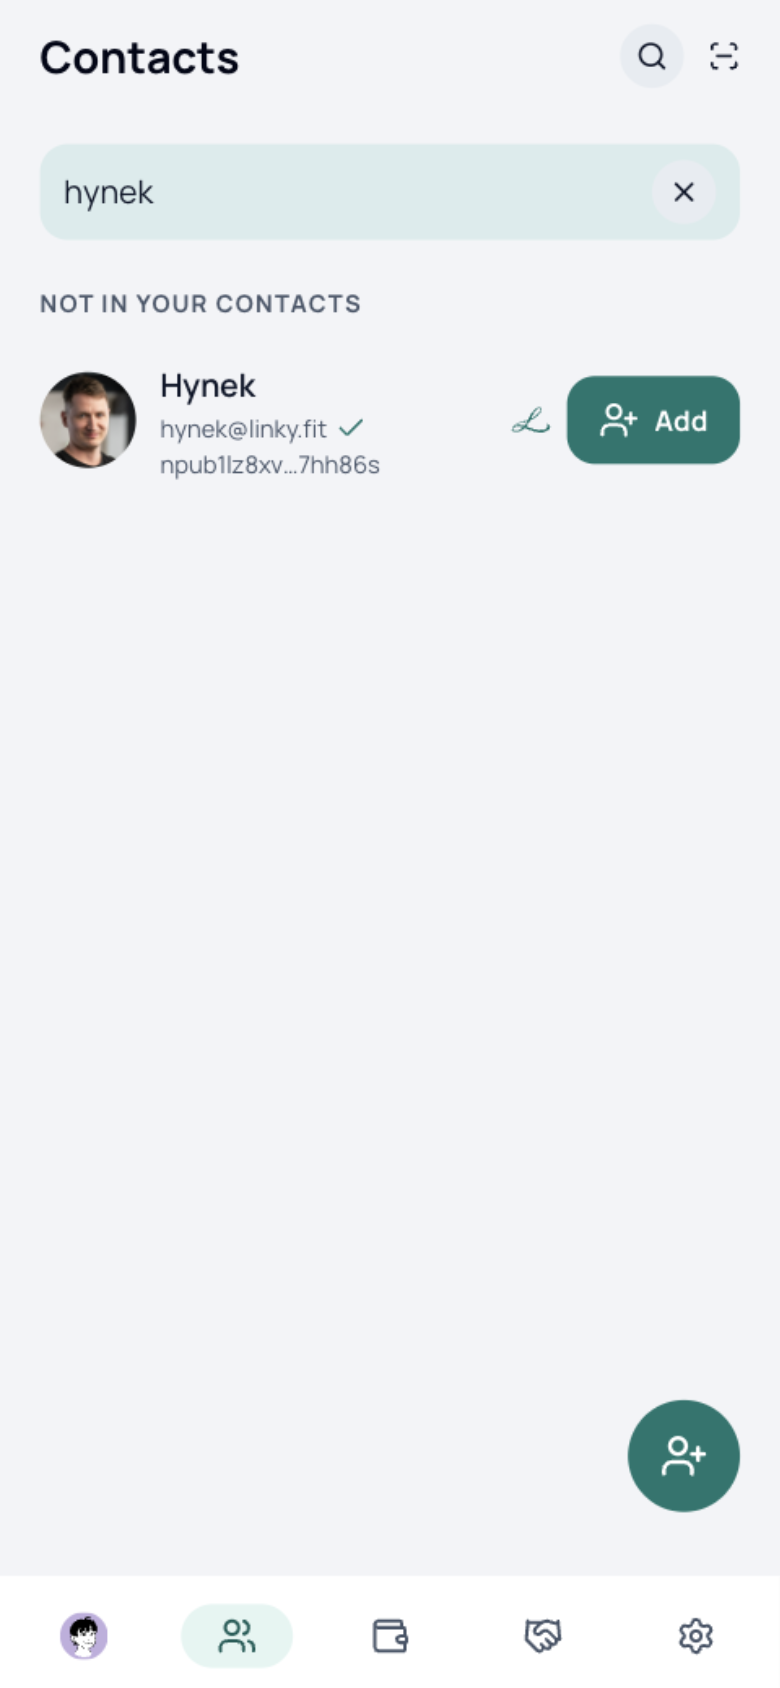 Contacts
hynek
NOT IN YOUR CONTACTS
Hynek
hynek@linky.fit
npub1lz8xv…7hh86s
Add